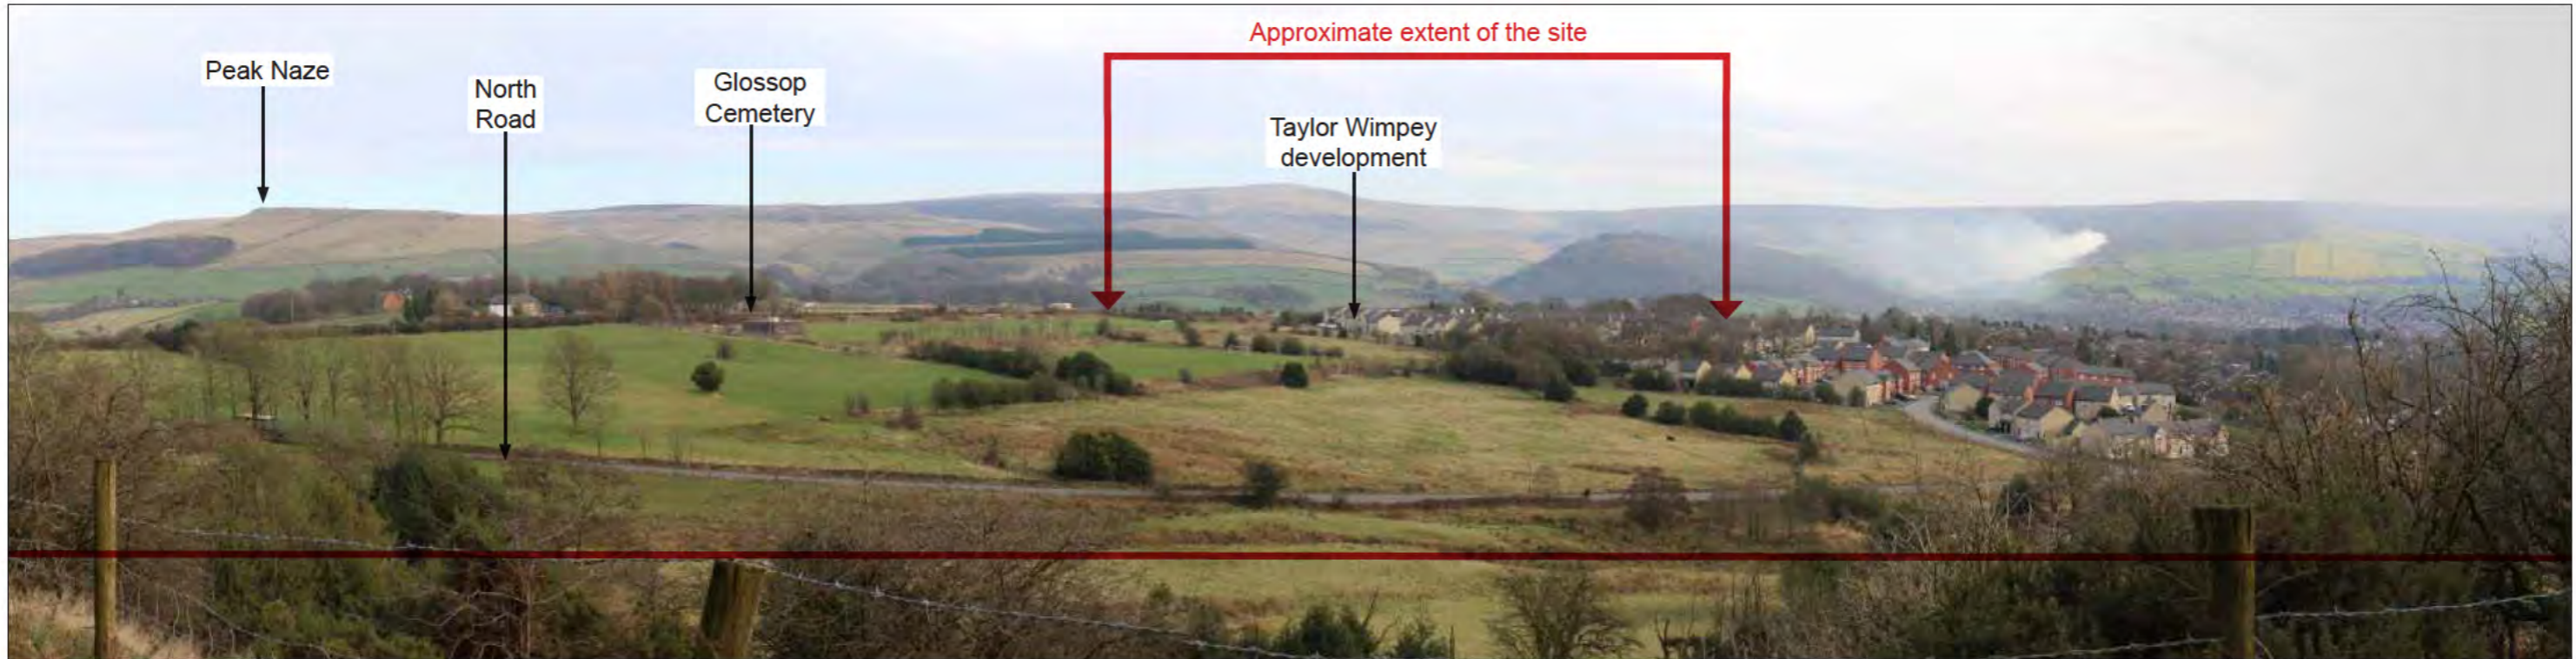 Approximate extent of the site
Peak Naze
North
Road
Glossop
Cemetery
Taylor Wimpey
development